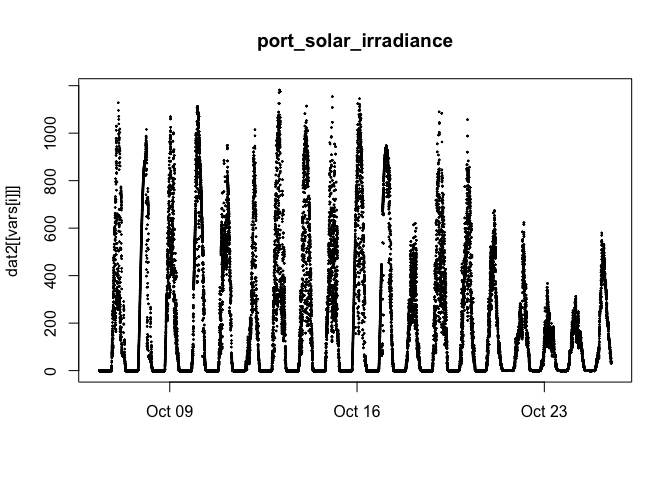 port_solar_irradiance
dat2[[vars[i]]]
1000
800
600
400
200
0
Oct 09
Oct 16
Oct 23